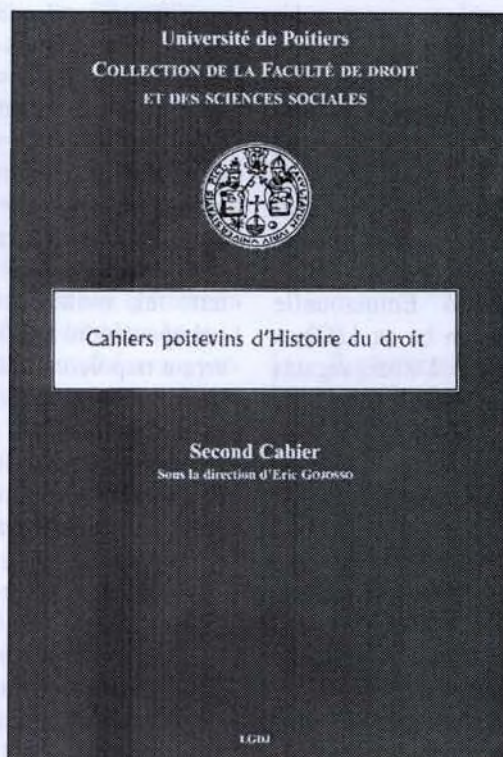 Université de Poitiers
COLLECTION DE LA FACULTÉ DE DROIT
ET DES SCIENCES SOCIALES
Cahiers poitevins d'Histoire du droit
Second Cahier
Sous la direction d'Eric GOJOSSO
LGDJ